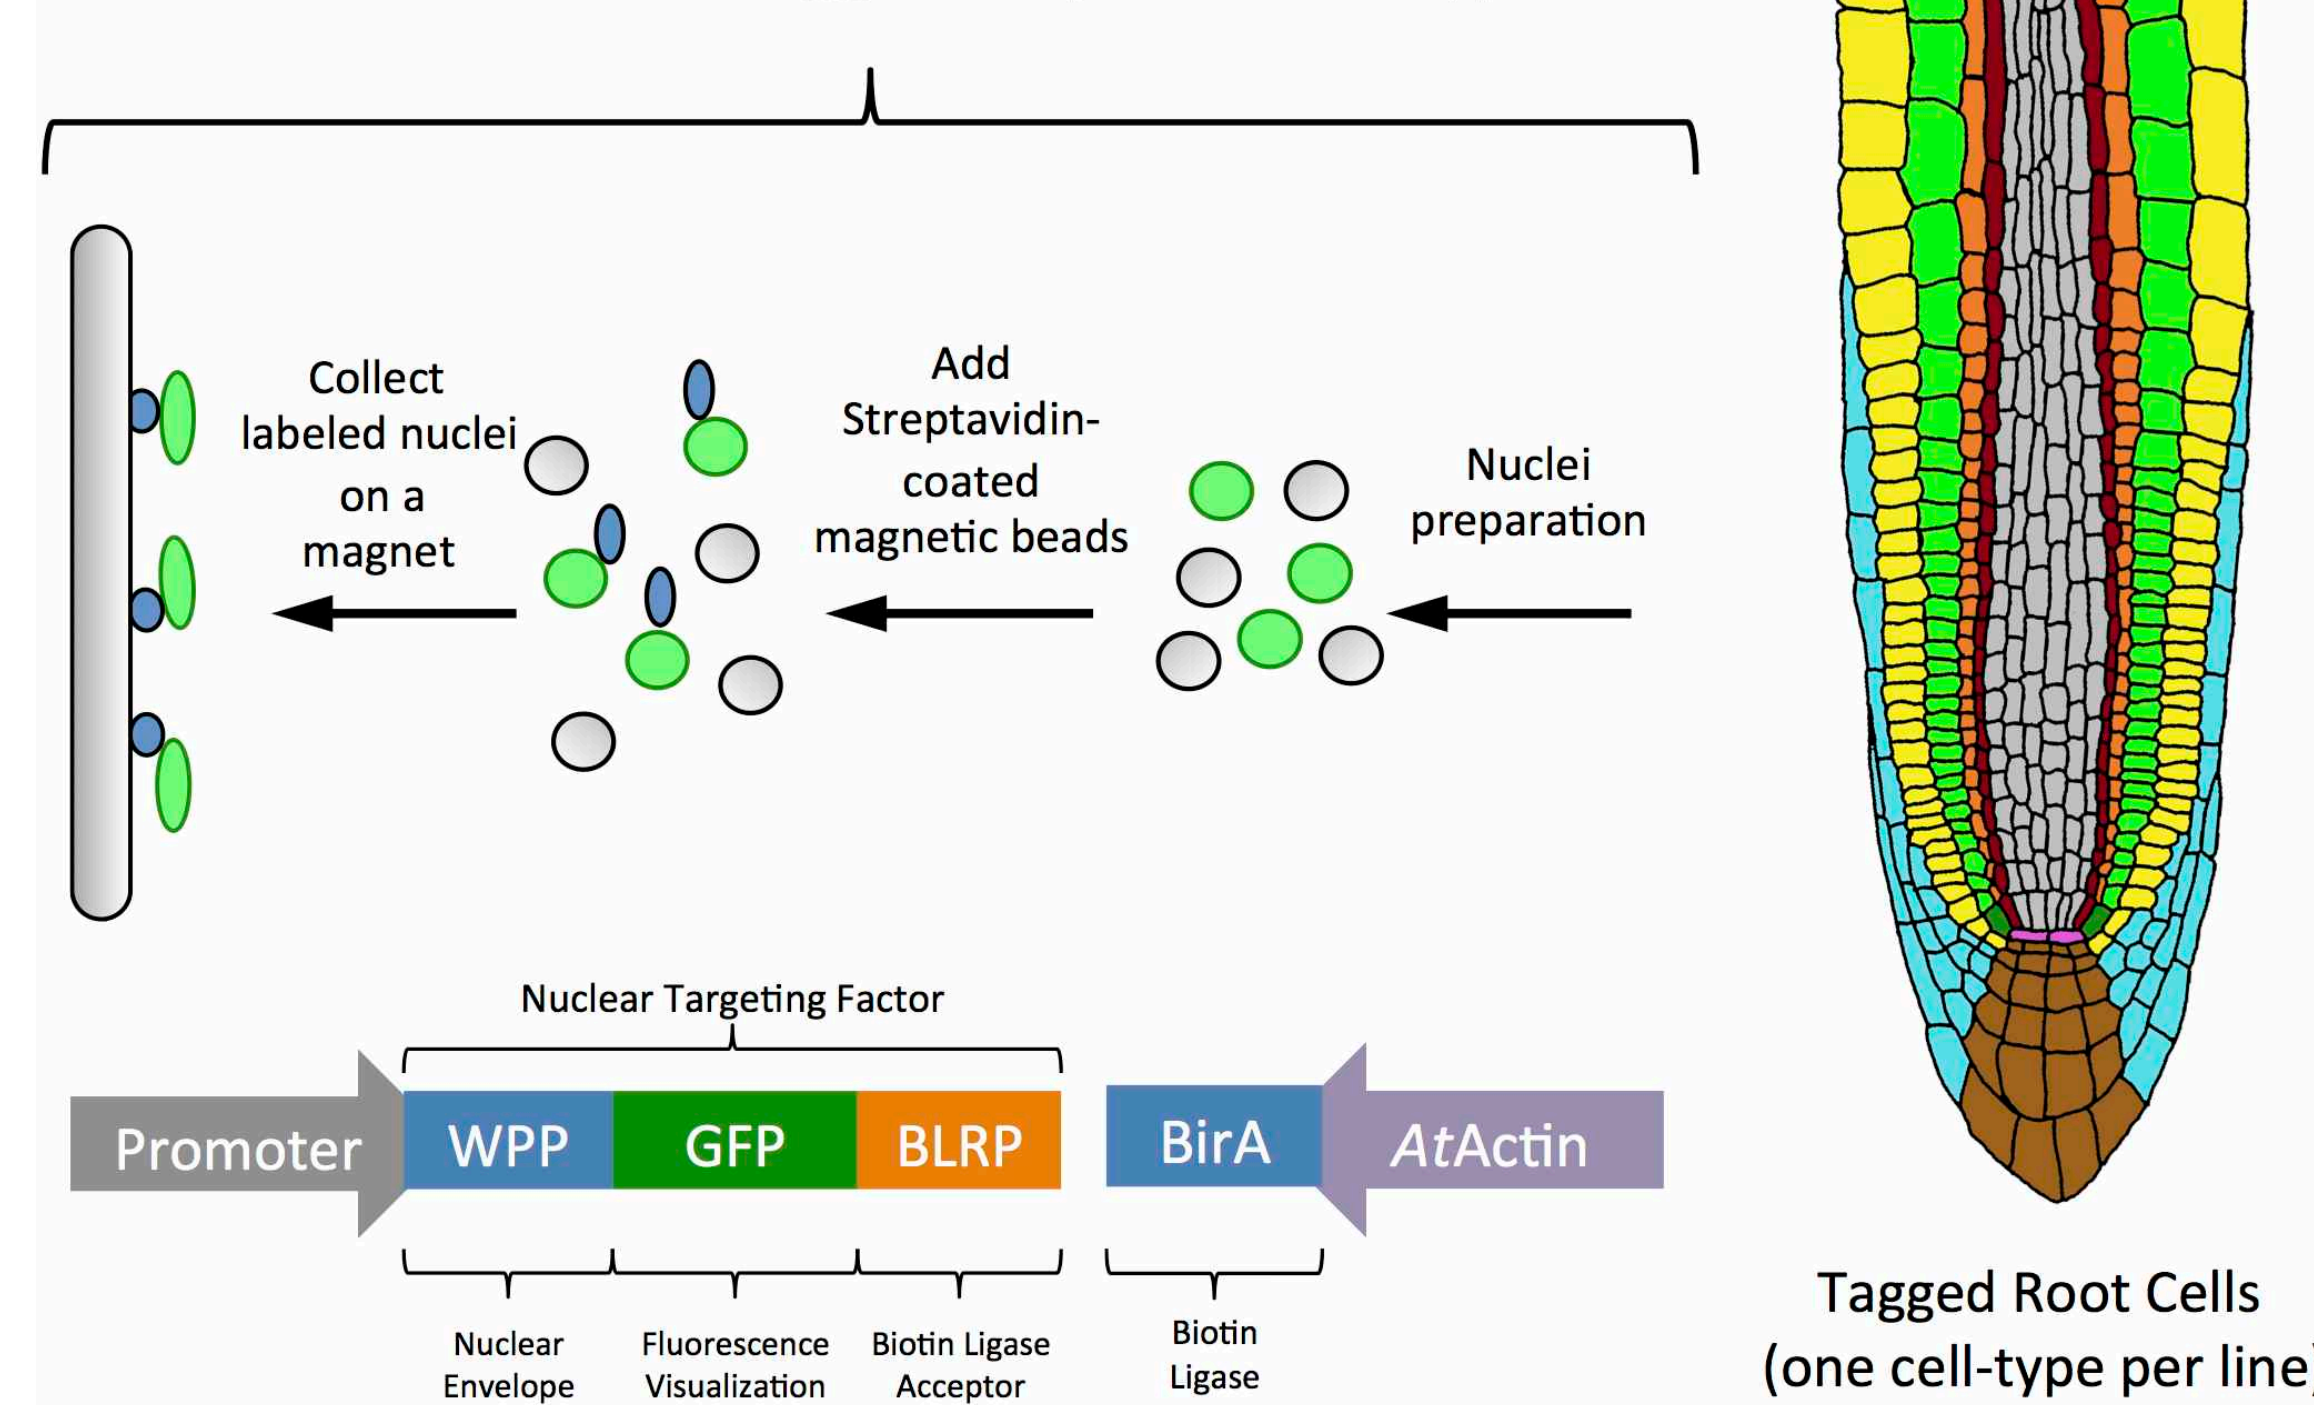 Collect
labeled nuclei
on a
magnet
Add
Streptavidin-
coated
magnetic beads
Nuclei
preparation
Nuclear Targeting Factor
Promoter
WPP
GFP
BLRP
BirA
AtActin
Nuclear
Envelope
Fluorescence
Visualization
Biotin Ligase
Acceptor
Biotin
Ligase
Tagged Root Cells
(one cell-type per line)